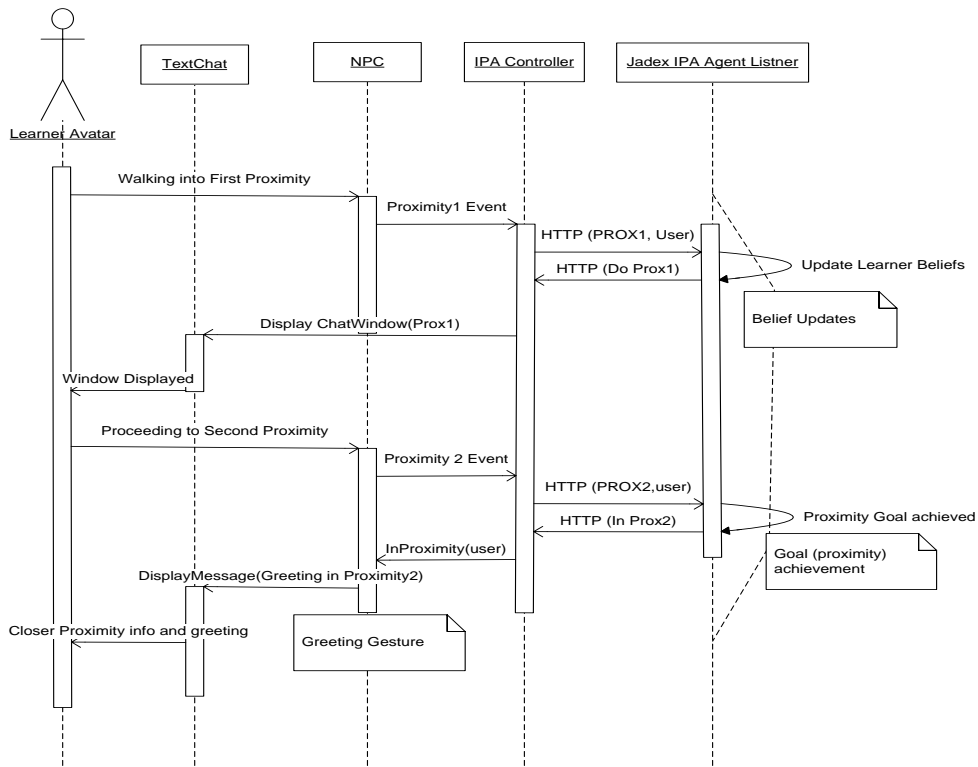 TextChat
NPC
IPA Controller
Jadex IPA Agent Listner
Learner Avatar
Walking into First Proximity
Proximity1 Event
HTTP (PROX1, User)
Update Learner Beliefs
HTTP (Do Prox1)
Belief Updates
Display ChatWindow(Prox1)
Window Displayed
Proceeding to Second Proximity
Proximity 2 Event
HTTP (PROX2,user)
Proximity Goal achieved
HTTP (In Prox2)
InProximity(user)
Goal (proximity)
achievement
DisplayMessage(Greeting in Proximity2)
Closer Proximity info and greeting
Greeting Gesture